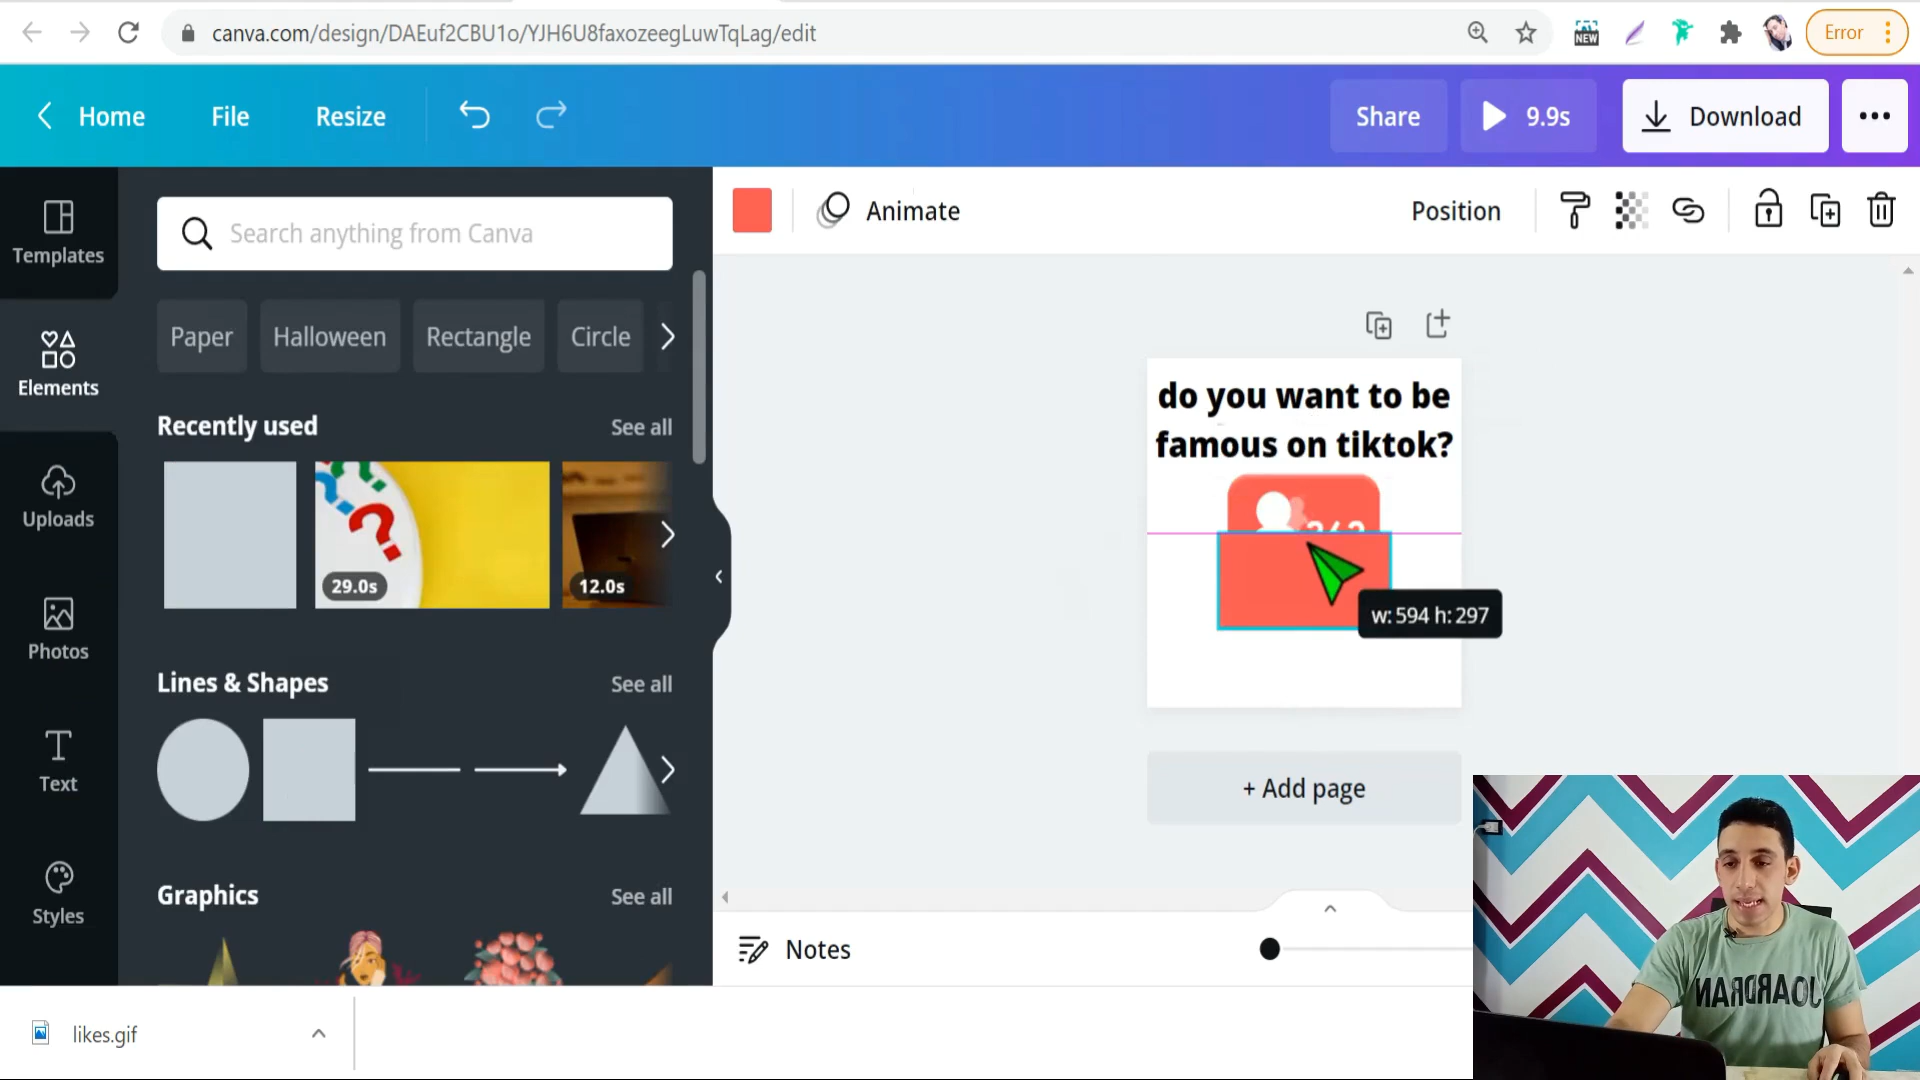 canva.com/design/DAEuf2CBU1o/YJH6U8faxozeegLuwTqLag/edit
NEW
Error
Home
File
Resize
Share
9.9s
Download
Templates
Elements
Uploads
Photos
Text
Styles
Search anything from Canva
Paper
Halloween
Rectangle
Circle
Recently used
See all
29.0s
12.0s
Lines & Shapes
See all
Graphics
See all
Animate
Position
do you want to be
famous on tiktok?
w: 594 h: 297
+ Add page
Notes
likes.gif